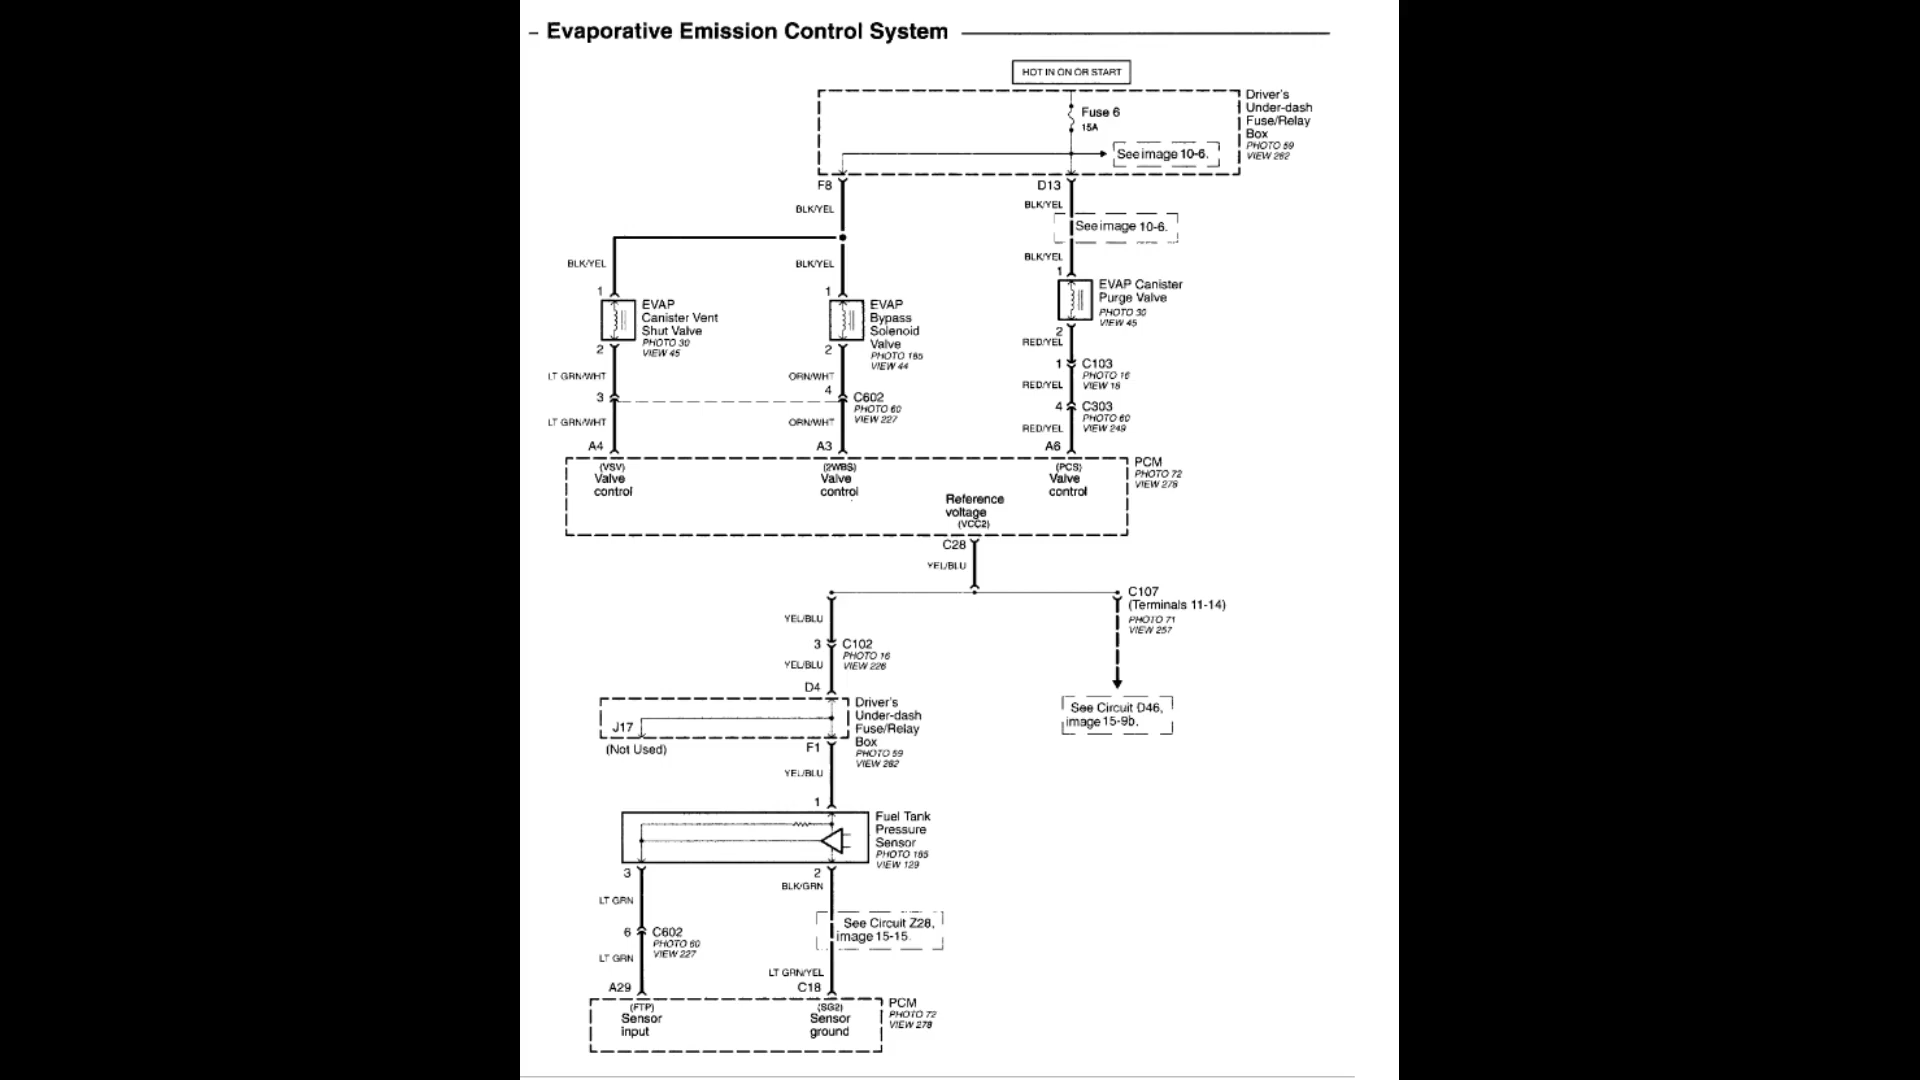 Evaporative Emission Control System
HOT IN ON OR START
Driver's
Under-dash
Fuse/Relay
Box
PHOTO 59
VIEW 282
Fuse 6
15A
See image 10-6.
F8
D13
BLK/YEL
BLK/YEL
See image 10-6.
BLK/YEL
BLK/YEL
BLK/YEL
1
1
1
EVAP
Canister Vent
Shut Valve
PHOTO 30
VIEW 45
EVAP
Bypass
Solenoid
Valve
PHOTO 185
VIEW 44
EVAP Canister
Purge Valve
PHOTO 30
VIEW 45
2
2
2
LT GRN/WHT
ORN/WHT
RED/YEL
1
C103
PHOTO 16
VIEW 18
RED/YEL
3
4
C602
PHOTO 60
VIEW 227
4
C303
PHOTO 60
VIEW 249
LT GRN/WHT
ORN/WHT
RED/YEL
A4
A3
A6
(VSV)
Valve
control
(2WBS)
Valve
control
(PCS)
Valve
control
PCM
PHOTO 72
VIEW 278
Reference
voltage
(VCC2)
C28
YEL/BLU
C107
(Terminals 11-14)
PHOTO 71
VIEW 257
YEL/BLU
3
C102
PHOTO 16
VIEW 226
YEL/BLU
D4
See Circuit D46,
image 15-9b.
J17
(Not Used)
Driver's
Under-dash
Fuse/Relay
Box
PHOTO 59
VIEW 282
F1
YEL/BLU
1
Fuel Tank
Pressure
Sensor
PHOTO 185
VIEW 129
3
2
LT GRN
BLK/GRN
6
C602
PHOTO 60
VIEW 227
See Circuit Z28,
image 15-15.
LT GRN
LT GRN/YEL
A29
C18
(FTP)
Sensor
input
(SG2)
Sensor
ground
PCM
PHOTO 72
VIEW 278